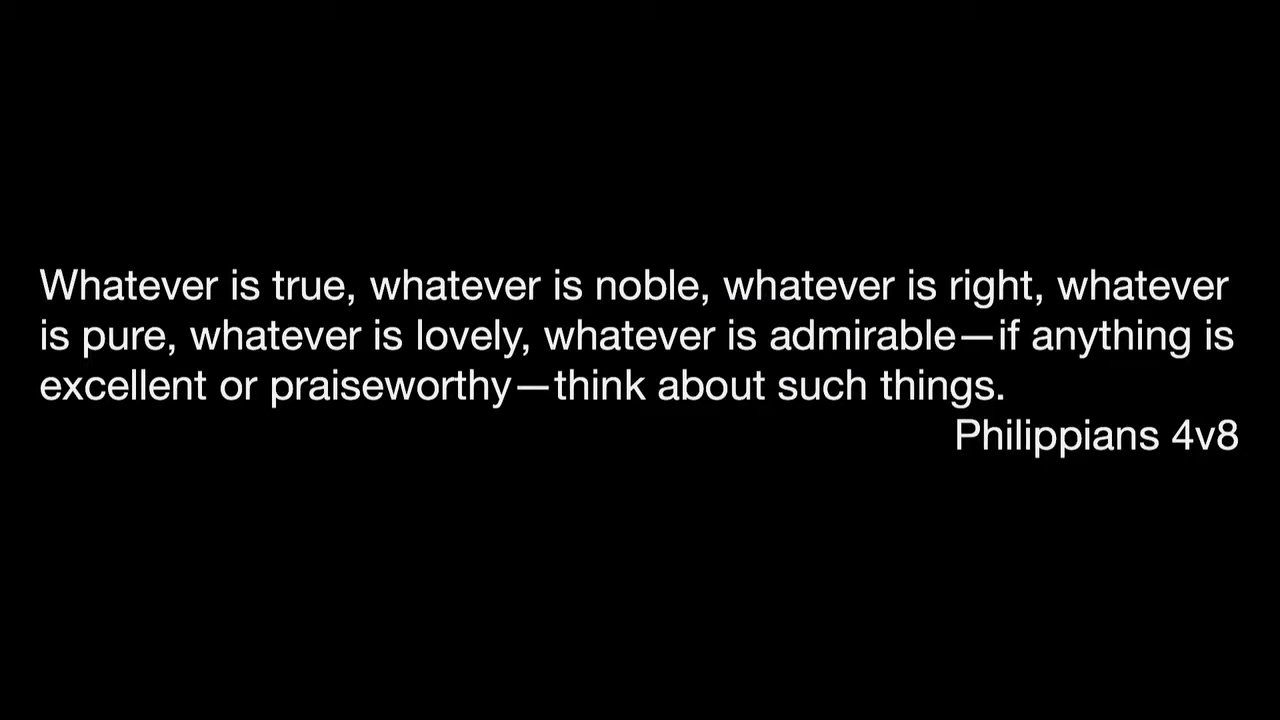 Whatever is true, whatever is noble, whatever is right, whatever
is pure, whatever is lovely, whatever is admirable—if anything is
excellent or praiseworthy—think about such things.
Philippians 4v8